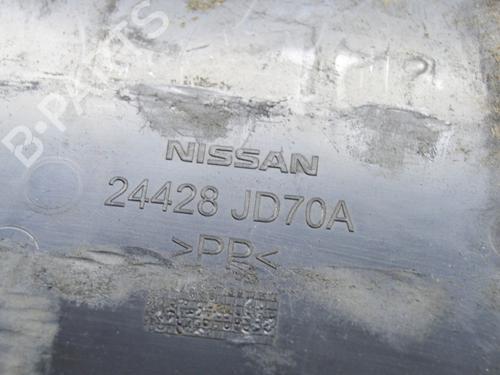 B-PARTS
NISSAN
24428 JD70A
>PP<